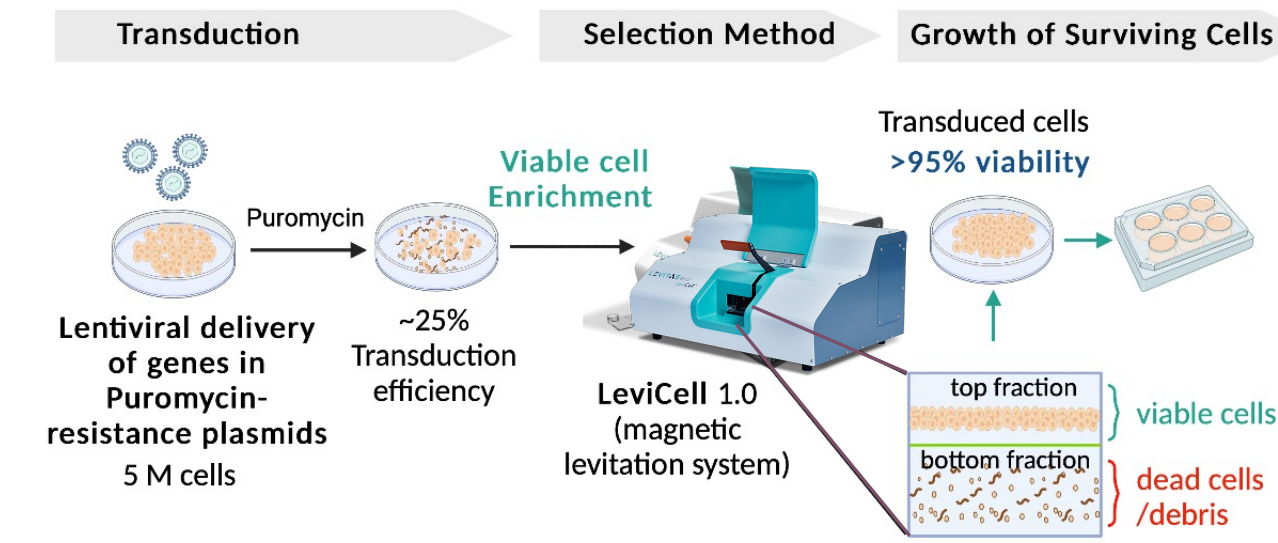 Transduction
Selection Method
Growth of Surviving Cells
Puromycin
Viable cell
Enrichment
Transduced cells
>95% viability
Lentiviral delivery
of genes in
Puromycin-
resistance plasmids
5 M cells
~25%
Transduction
efficiency
LEVITASBIO
LeviCell
LeviCell 1.0
(magnetic
levitation system)
top fraction
bottom fraction
viable cells
dead cells
/debris